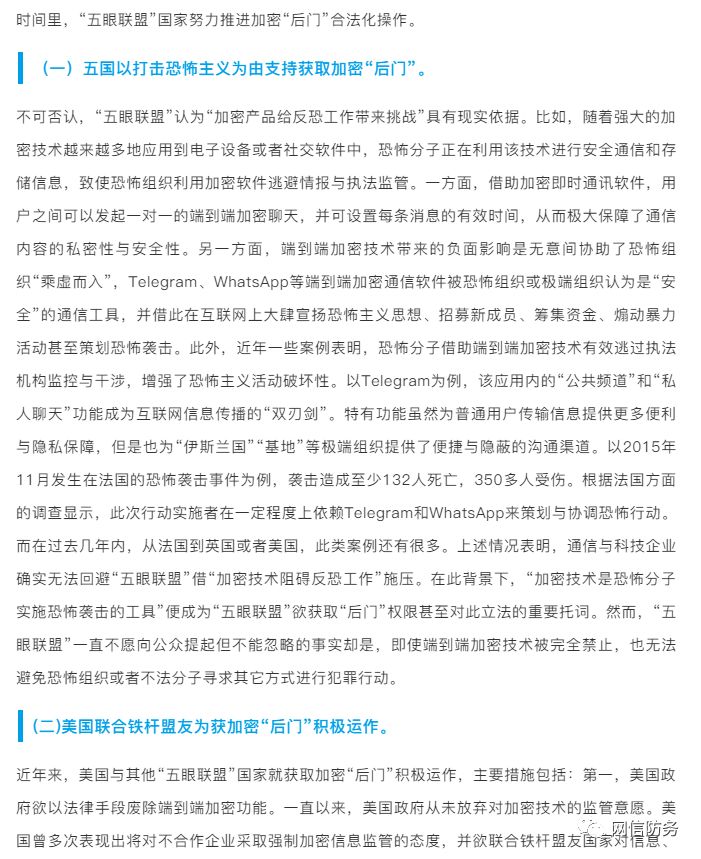 时间里，“五眼联盟”国家努力推进加密“后门”合法化操作。
（一）五国以打击恐怖主义为由支持获取加密“后门”。
不可否认，“五眼联盟”认为“加密产品给反恐工作带来挑战”具有现实依据。比如，随着强大的加
密技术越来越多地应用到电子设备或者社交软件中，恐怖分子正在利用该技术进行安全通信和存
储信息，致使恐怖组织利用加密软件逃避情报与执法监管。一方面，借助加密即时通讯软件，用
户之间可以发起一对一的端到端加密聊天，并可设置每条消息的有效时间，从而极大保障了通信
内容的私密性与安全性。另一方面，端到端加密技术带来的负面影响是无意间协助了恐怖组
织“乘虚而入”，Telegram、WhatsApp等端到端加密通信软件被恐怖组织或极端组织认为是“安
全”的通信工具，并借此在互联网上大肆宣扬恐怖主义思想、招募新成员、筹集资金、煽动暴力
活动甚至策划恐怖袭击。此外，近年一些案例表明，恐怖分子借助端到端加密技术有效逃过执法
机构监控与干涉，增强了恐怖主义活动破坏性。以Telegram为例，该应用内的“公共频道”和“私
人聊天”功能成为互联网信息传播的“双刃剑”。特有功能虽然为普通用户传输信息提供更多便利
与隐私保障，但是也为“伊斯兰国”“基地”等极端组织提供了便捷与隐蔽的沟通渠道。以2015年
11月发生在法国的恐怖袭击事件为例，袭击造成至少132人死亡，350多人受伤。根据法国方面
的调查显示，此次行动实施者在一定程度上依赖Telegram和WhatsApp来策划与协调恐怖行动。
而在过去几年内，从法国到英国或者美国，此类案例还有很多。上述情况表明，通信与科技企业
确实无法回避“五眼联盟”借“加密技术阻碍反恐工作”施压。在此背景下，“加密技术是恐怖分子
实施恐怖袭击的工具”便成为“五眼联盟”欲获取“后门”权限甚至对此立法的重要托词。然而，“五
眼联盟”一直不愿向公众提起但不能忽略的事实却是，即使端到端加密技术被完全禁止，也无法
避免恐怖组织或者不法分子寻求其它方式进行犯罪行动。
(二)美国联合铁杆盟友为获加密“后门”积极运作。
近年来，美国与其他“五眼联盟”国家就获取加密“后门”积极运作，主要措施包括：第一，美国政
府欲以法律手段废除端到端加密功能。一直以来，美国政府从未放弃对加密技术的监管意愿。美
国曾多次表现出将对不合作企业采取强制加密信息监管的态度，并欲联合铁杆盟友国家对信息、
网信防务